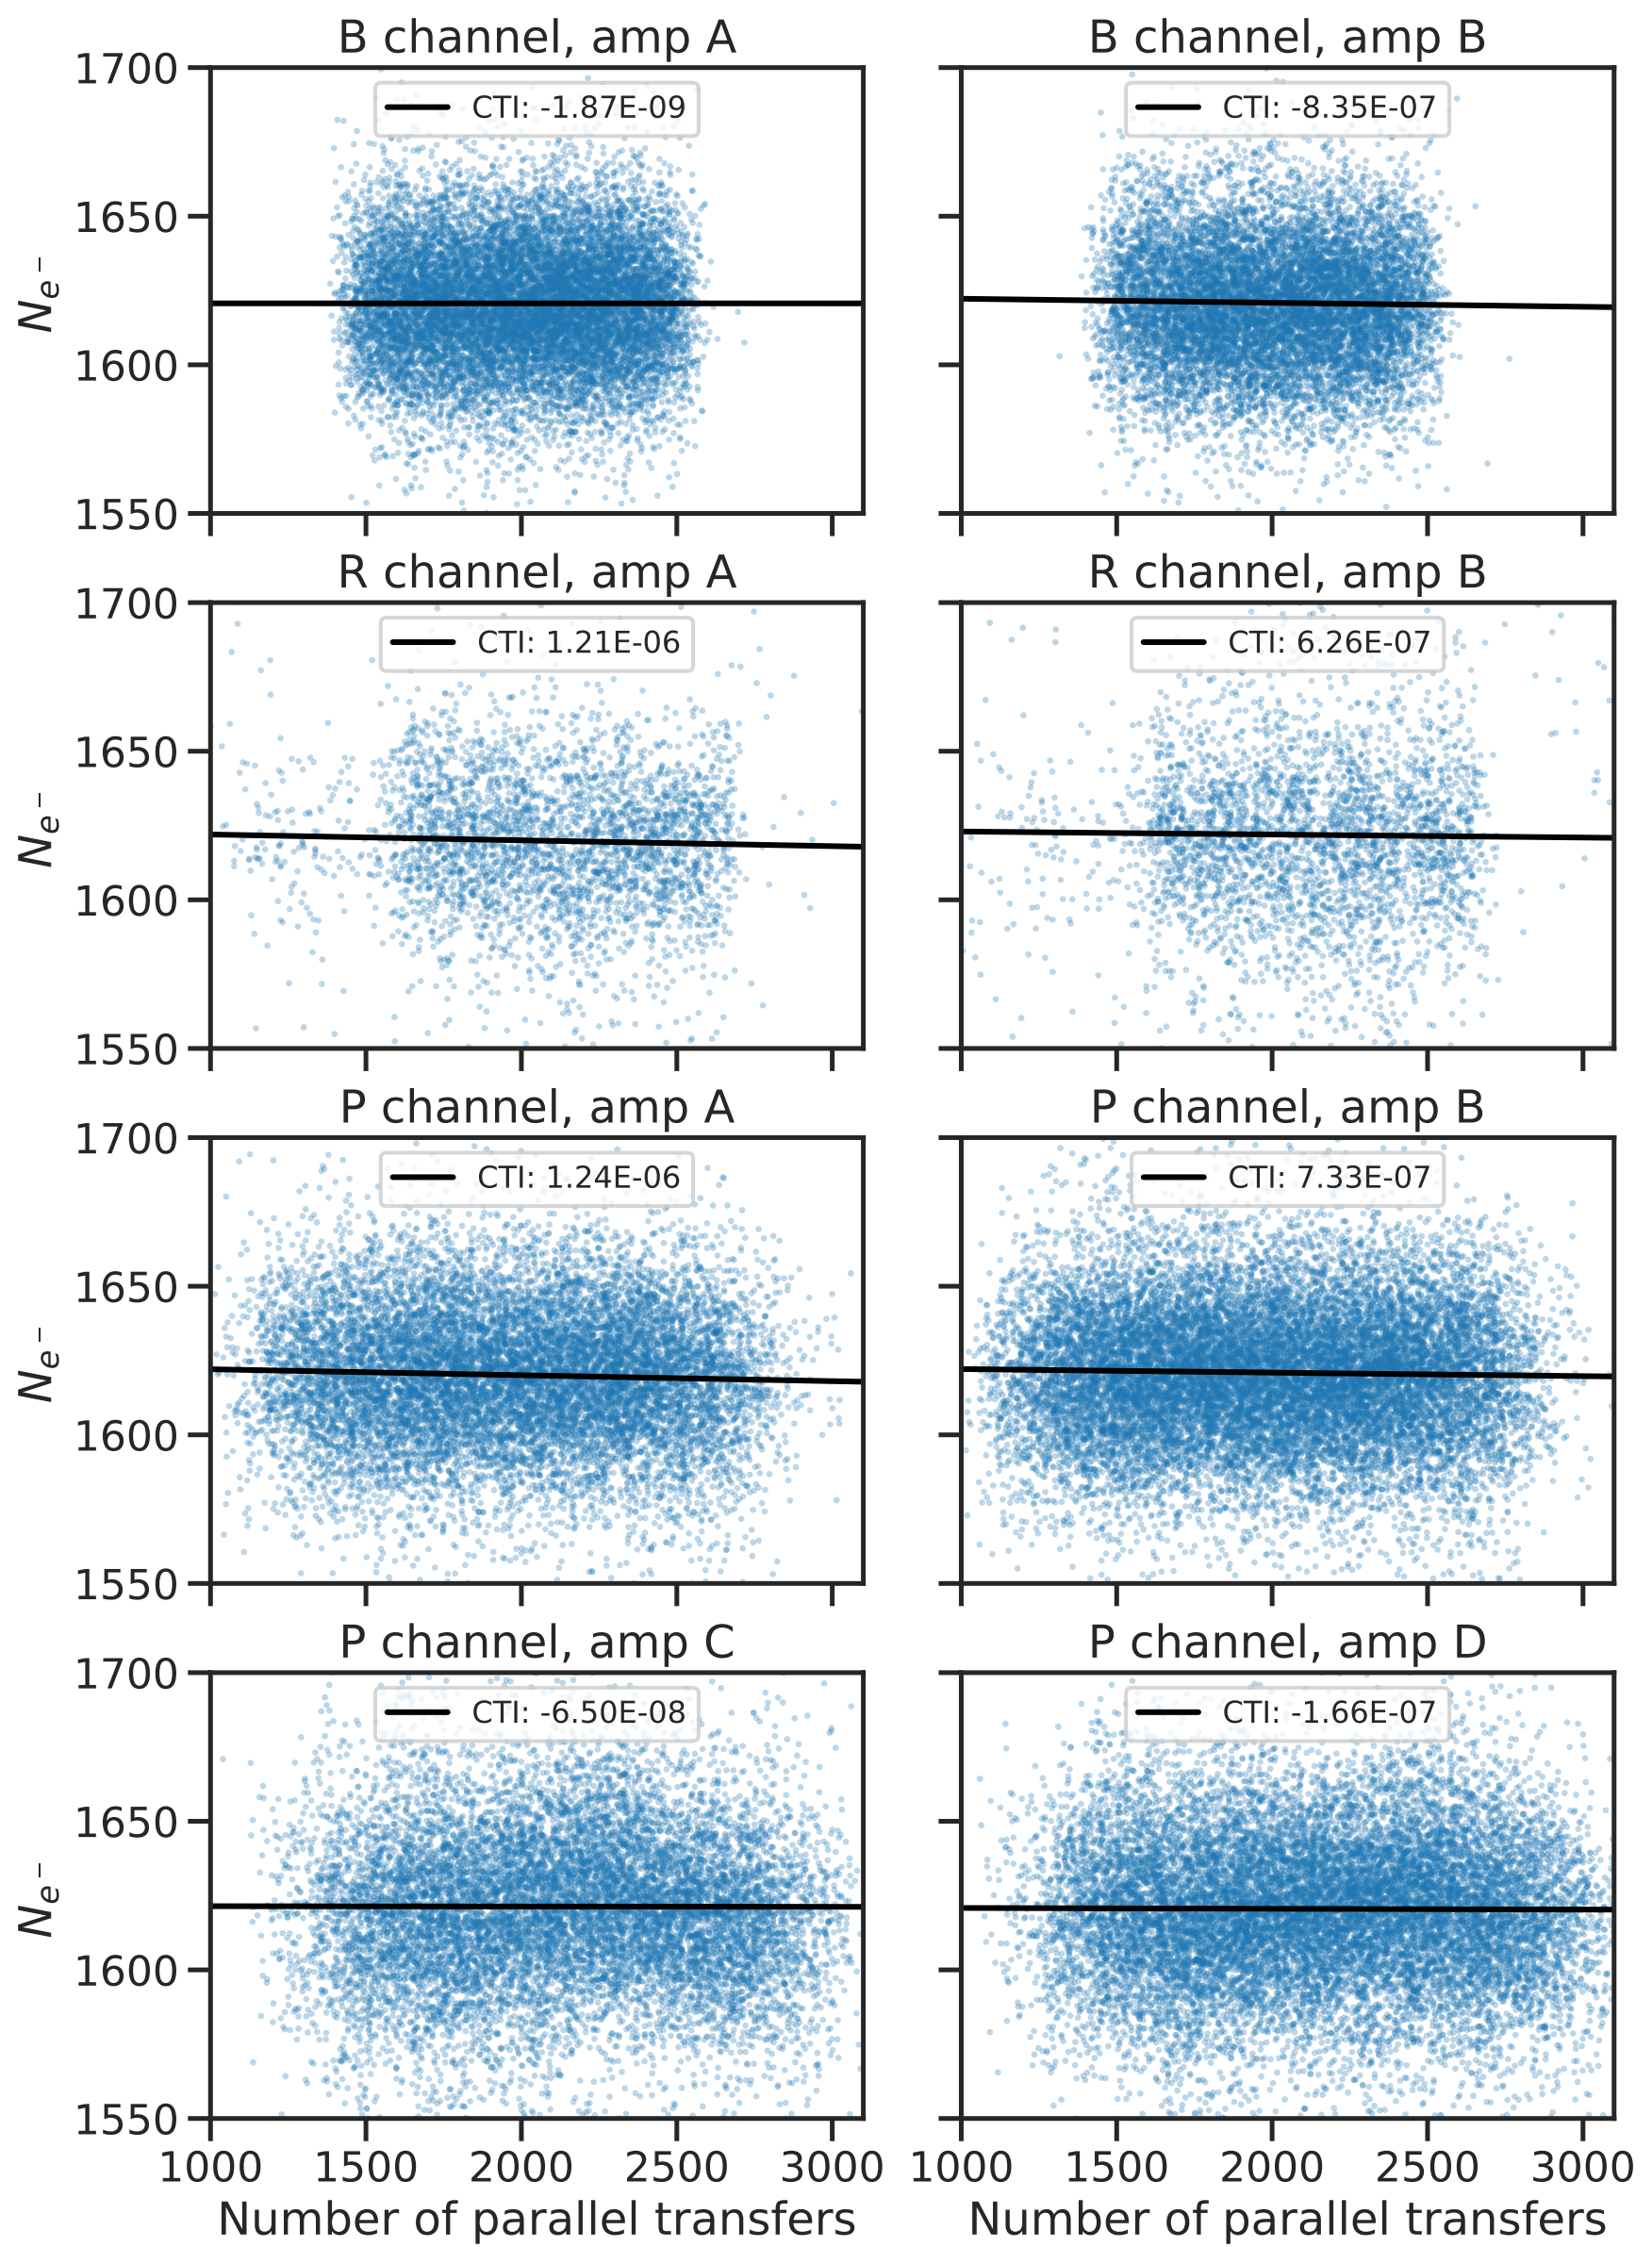 B channel, amp A
B channel, amp B
1700
1650
1600
1550
N_e⁻
CTI: -1.87E-09
CTI: -8.35E-07
R channel, amp A
R channel, amp B
1700
1650
1600
1550
N_e⁻
CTI: 1.21E-06
CTI: 6.26E-07
P channel, amp A
P channel, amp B
1700
1650
1600
1550
N_e⁻
CTI: 1.24E-06
CTI: 7.33E-07
P channel, amp C
P channel, amp D
1700
1650
1600
1550
N_e⁻
CTI: -6.50E-08
CTI: -1.66E-07
1000 1500 2000 2500 3000
1000 1500 2000 2500 3000
Number of parallel transfers
Number of parallel transfers